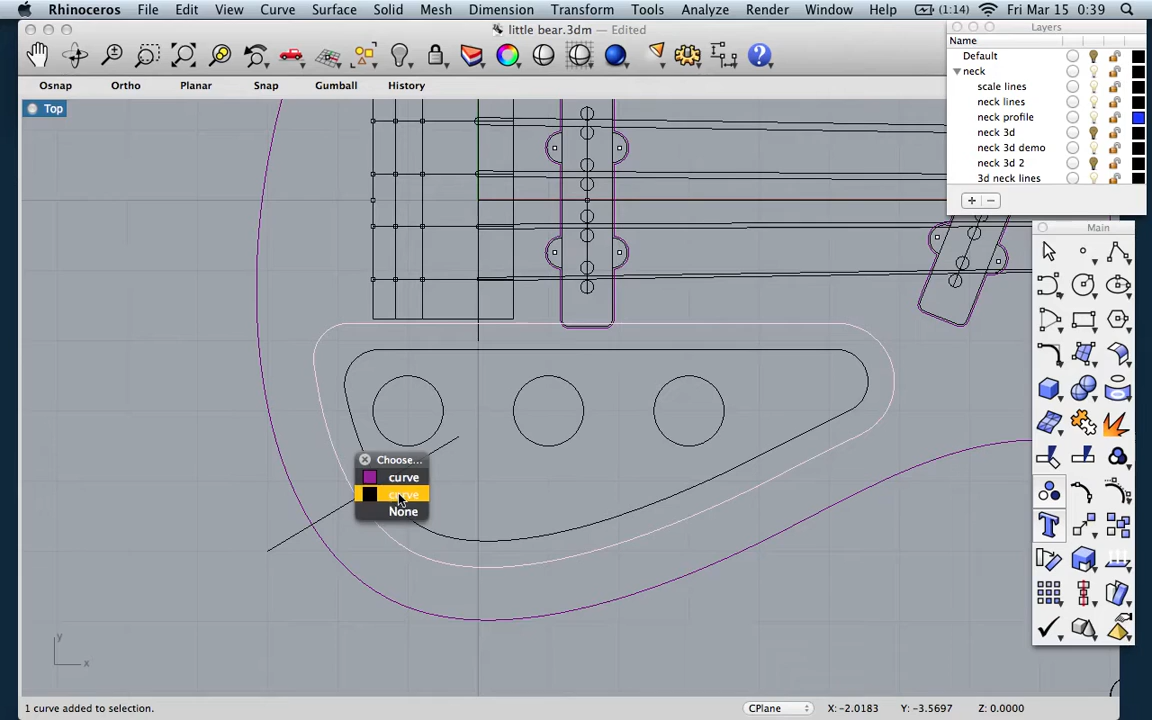 Rhinoceros File Edit View Curve Surface Solid Mesh Dimension Transform Tools Analyze Render Window Help (1:14) Fri Mar 15 0:39
little bear.3dm — Edited
Layers
Name
Osnap Ortho Planar Snap Gumball History
Default
neck
scale lines
neck lines
neck profile
neck 3d
neck 3d demo
neck 3d 2
3d neck lines
Top
Main
Choose...
curve
curve
None
y
x
1 curve added to selection.
CPlane X: -2.0183 Y: -3.5697 Z: 0.0000